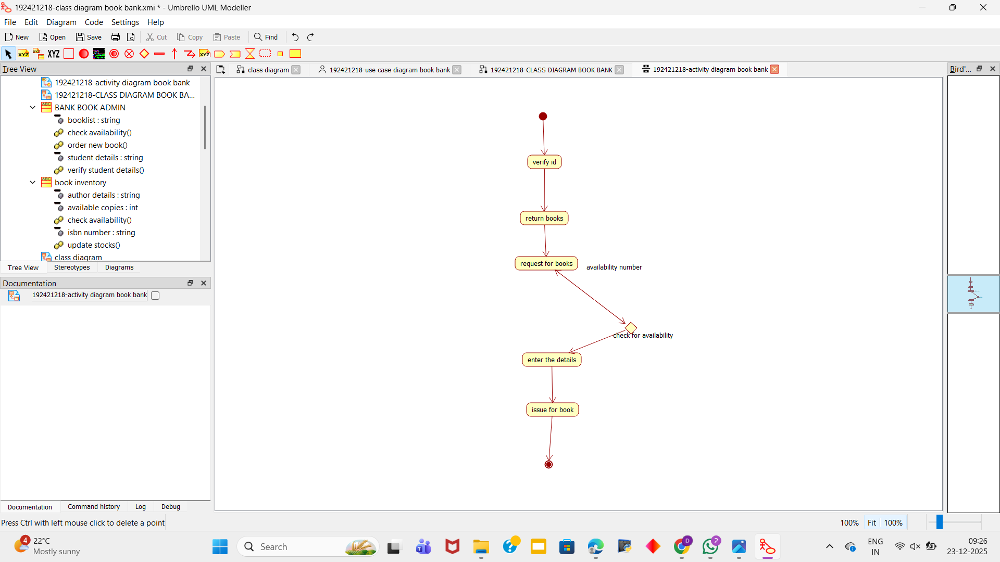 192421218-class diagram book bank.xmi * - Umbrello UML Modeller
File Edit Diagram Code Settings Help
New Open Save Cut Copy Paste Find
XYZ XYZ XYZ XYZ
Tree View
class diagram 192421218-use case diagram book bank 192421218-CLASS DIAGRAM BOOK BANK 192421218-activity diagram book bank
Bird'...
192421218-activity diagram book bank
192421218-CLASS DIAGRAM BOOK BA...
ABC BANK BOOK ADMIN
booklist : string
check availability()
order new book()
student details : string
verify student details()
ABC book inventory
author details : string
available copies : int
check availability()
isbn number : string
update stocks()
class diagram
Tree View Stereotypes Diagrams
Documentation
192421218-activity diagram book bank
verify id
return books
request for books
availability number
check for availability
enter the details
issue for book
Documentation Command history Log Debug
Press Ctrl with left mouse click to delete a point
100% Fit 100%
4 22°C
Mostly sunny
Search
T
?
D
2
ENG
IN
09:26
23-12-2025